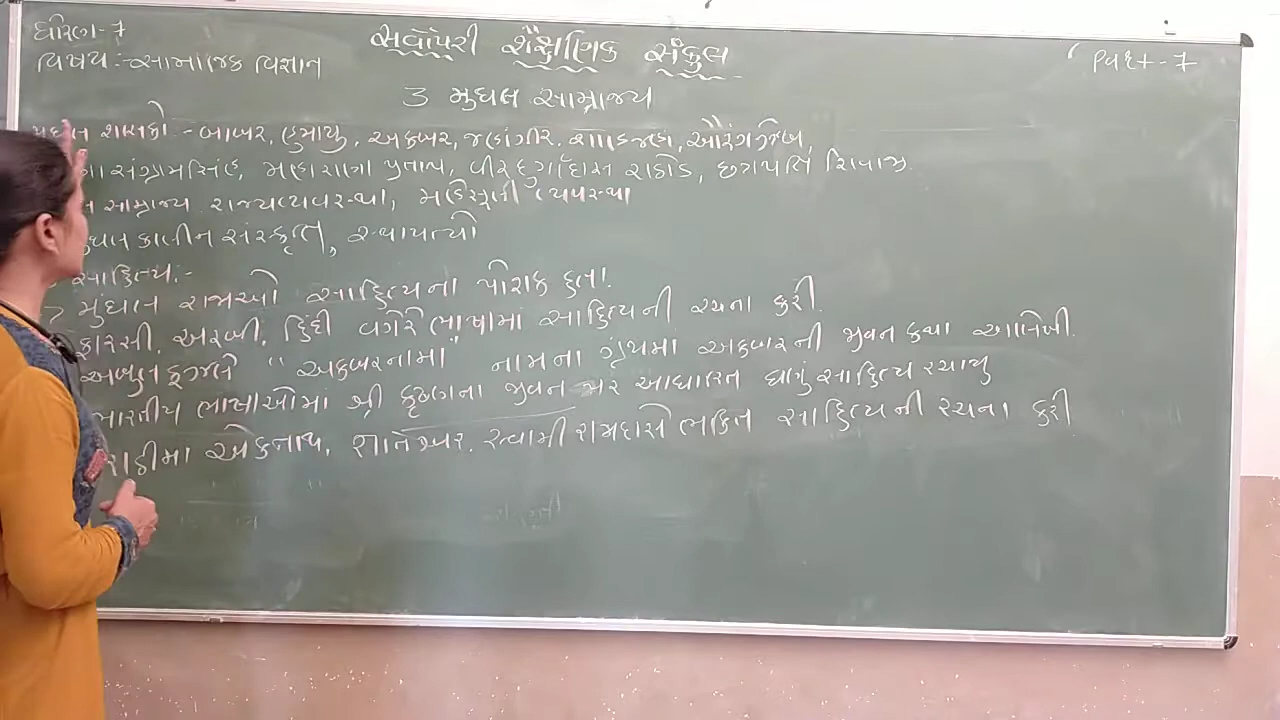 ધોરણ-7
સર્વોપરી શૈક્ષણિક સંકુલ
વિષય:-સામાજિક વિજ્ઞાન
પાર્ટ-7
3 મુઘલ સામ્રાજ્ય
મુઘલ શાસકો:- બાબર, હુમાયુ, અકબર, જહાંગીર, શાહજહા, ઔરંગઝેબ,
સંગ્રામસિંહ, મહારાણા પ્રતાપ, વીર દુર્ગાદાસ રાઠોડ, છત્રપતિ શિવાજી
સામ્રાજ્ય રાજ્યવ્યવસ્થા, મહેસૂલી વ્યવસ્થા
મુઘલ કાલીન સંસ્કૃતિ, સ્થાપત્યો
સાહિત્ય:-
> મુઘલ રાજાઓ સાહિત્યના પોશક હતા.
ફારસી, અરબી, હિંદી વગેરે ભાષામાં સાહિત્યની રચના કરી.
અબુલ ફઝલે "અકબરનામા" નામના ગ્રંથમા અકબરની જીવન કથા આલેખી.
ભારતીય ભાષાઓમાં શ્રી કૃષ્ણના જીવન પર આધારિત ઘણુ સાહિત્ય રચાયુ
એકનાથ, જ્ઞાનેશ્વર, સ્વામી રામદાસે ભક્તિ સાહિત્યની રચના કરી